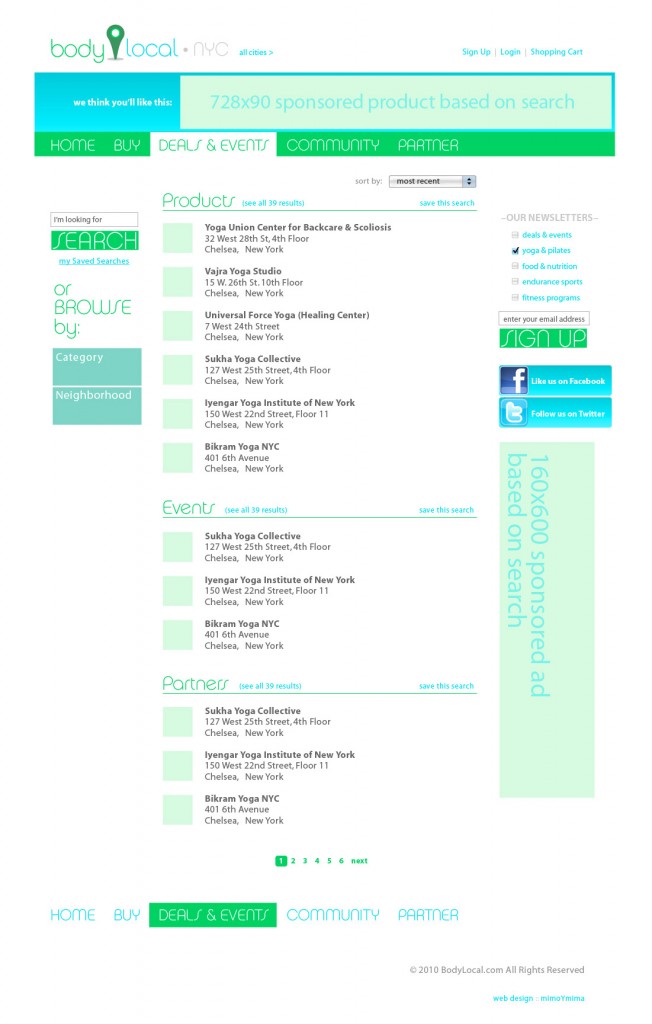 body local • NYC all cities >
Sign Up | Login | Shopping Cart
we think you'll like this: 728x90 sponsored product based on search
HOME BUY DEALS & EVENTS COMMUNITY PARTNER
sort by: most recent
I'm looking for
SEARCH
my Saved Searches
or
BROWSE
by:
Category
Neighborhood
Products (see all 39 results) save this search
Yoga Union Center for Backcare & Scoliosis
32 West 28th St, 4th Floor
Chelsea, New York
Vajra Yoga Studio
15 W. 26th St. 10th Floor
Chelsea, New York
Universal Force Yoga (Healing Center)
7 West 24th Street
Chelsea, New York
Sukha Yoga Collective
127 West 25th Street, 4th Floor
Chelsea, New York
Iyengar Yoga Institute of New York
150 West 22nd Street, Floor 11
Chelsea, New York
Bikram Yoga NYC
401 6th Avenue
Chelsea, New York
Events (see all 39 results) save this search
Sukha Yoga Collective
127 West 25th Street, 4th Floor
Chelsea, New York
Iyengar Yoga Institute of New York
150 West 22nd Street, Floor 11
Chelsea, New York
Bikram Yoga NYC
401 6th Avenue
Chelsea, New York
Partners (see all 39 results) save this search
Sukha Yoga Collective
127 West 25th Street, 4th Floor
Chelsea, New York
Iyengar Yoga Institute of New York
150 West 22nd Street, Floor 11
Chelsea, New York
Bikram Yoga NYC
401 6th Avenue
Chelsea, New York
–OUR NEWSLETTERS–
deals & events
yoga & pilates
food & nutrition
endurance sports
fitness programs
enter your email address
SIGN UP
f Like us on Facebook
t Follow us on Twitter
160x600 sponsored ad
based on search
1 2 3 4 5 6 next
HOME BUY DEALS & EVENTS COMMUNITY PARTNER
© 2010 BodyLocal.com All Rights Reserved
web design :: mimoYmima